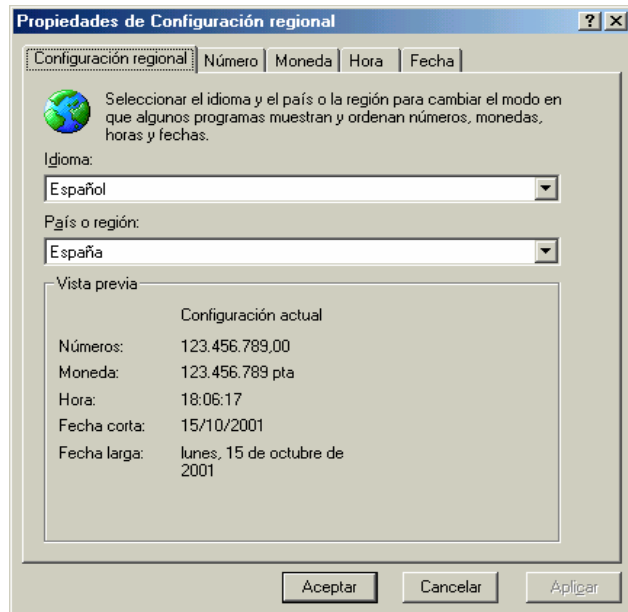 Propiedades de Configuración regional
Configuración regional Número Moneda Hora Fecha
Seleccionar el idioma y el país o la región para cambiar el modo en
que algunos programas muestran y ordenan números, monedas,
horas y fechas.
Idioma:
Español
País o región:
España
Vista previa
Configuración actual
Números: 123.456.789,00
Moneda: 123.456.789 pta
Hora: 18:06:17
Fecha corta: 15/10/2001
Fecha larga: lunes, 15 de octubre de
2001
Aceptar Cancelar Aplicar